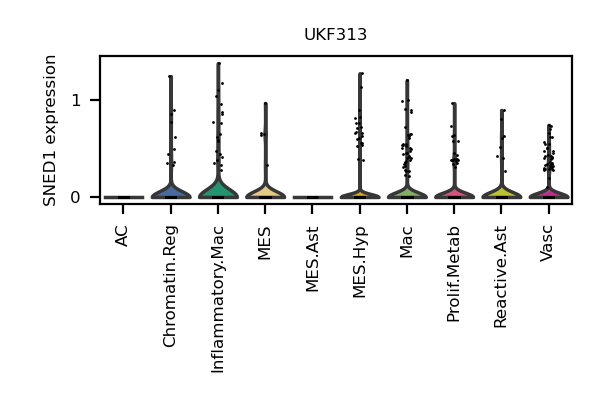 UKF313
SNED1 expression
1
0
AC
Chromatin.Reg
Inflammatory.Mac
MES
MES.Ast
MES.Hyp
Mac
Prolif.Metab
Reactive.Ast
Vasc